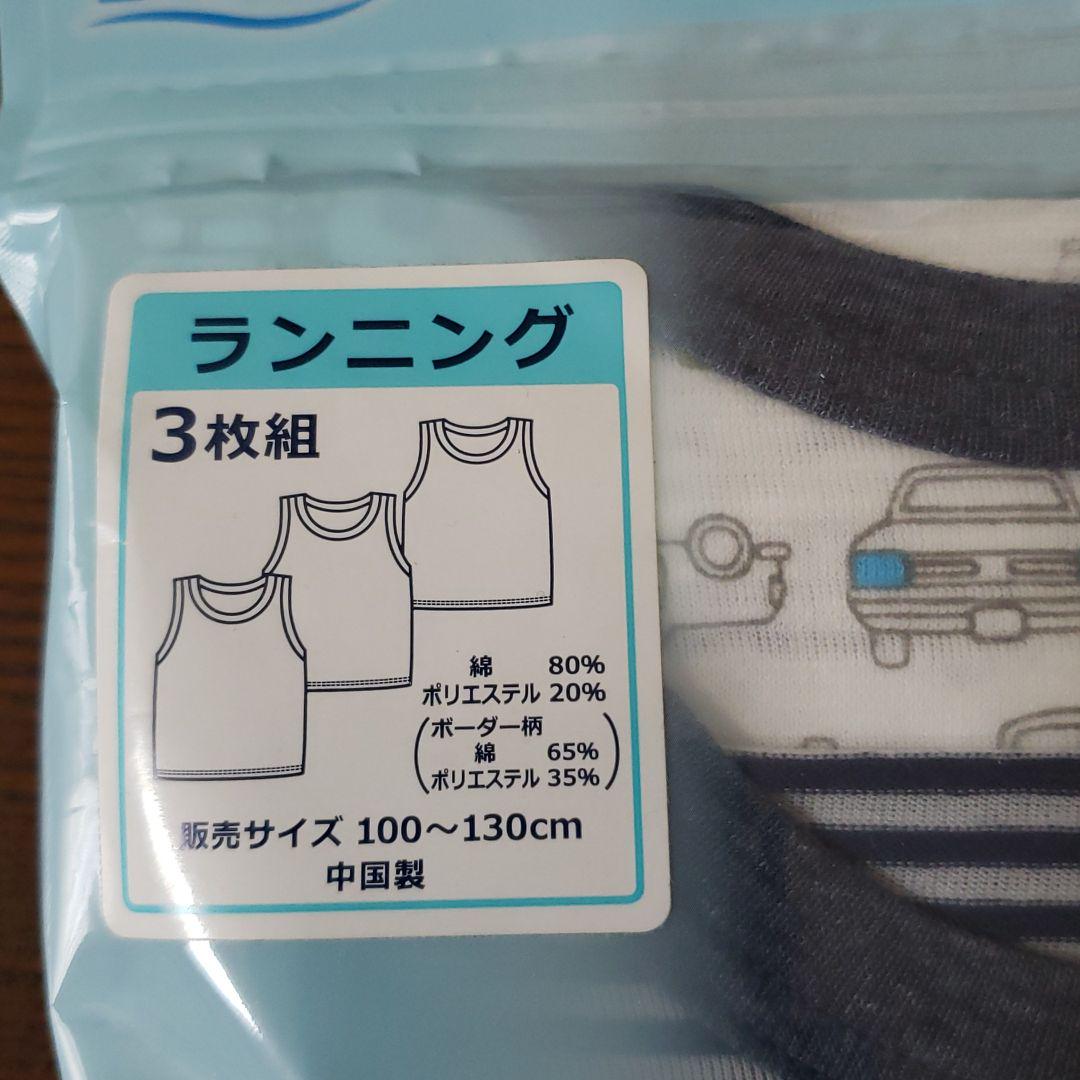 ランニング
3枚組
綿 80%
ポリエステル 20%
(ボーダー柄
綿 65%
ポリエステル 35%)
販売サイズ 100～130cm
中国製